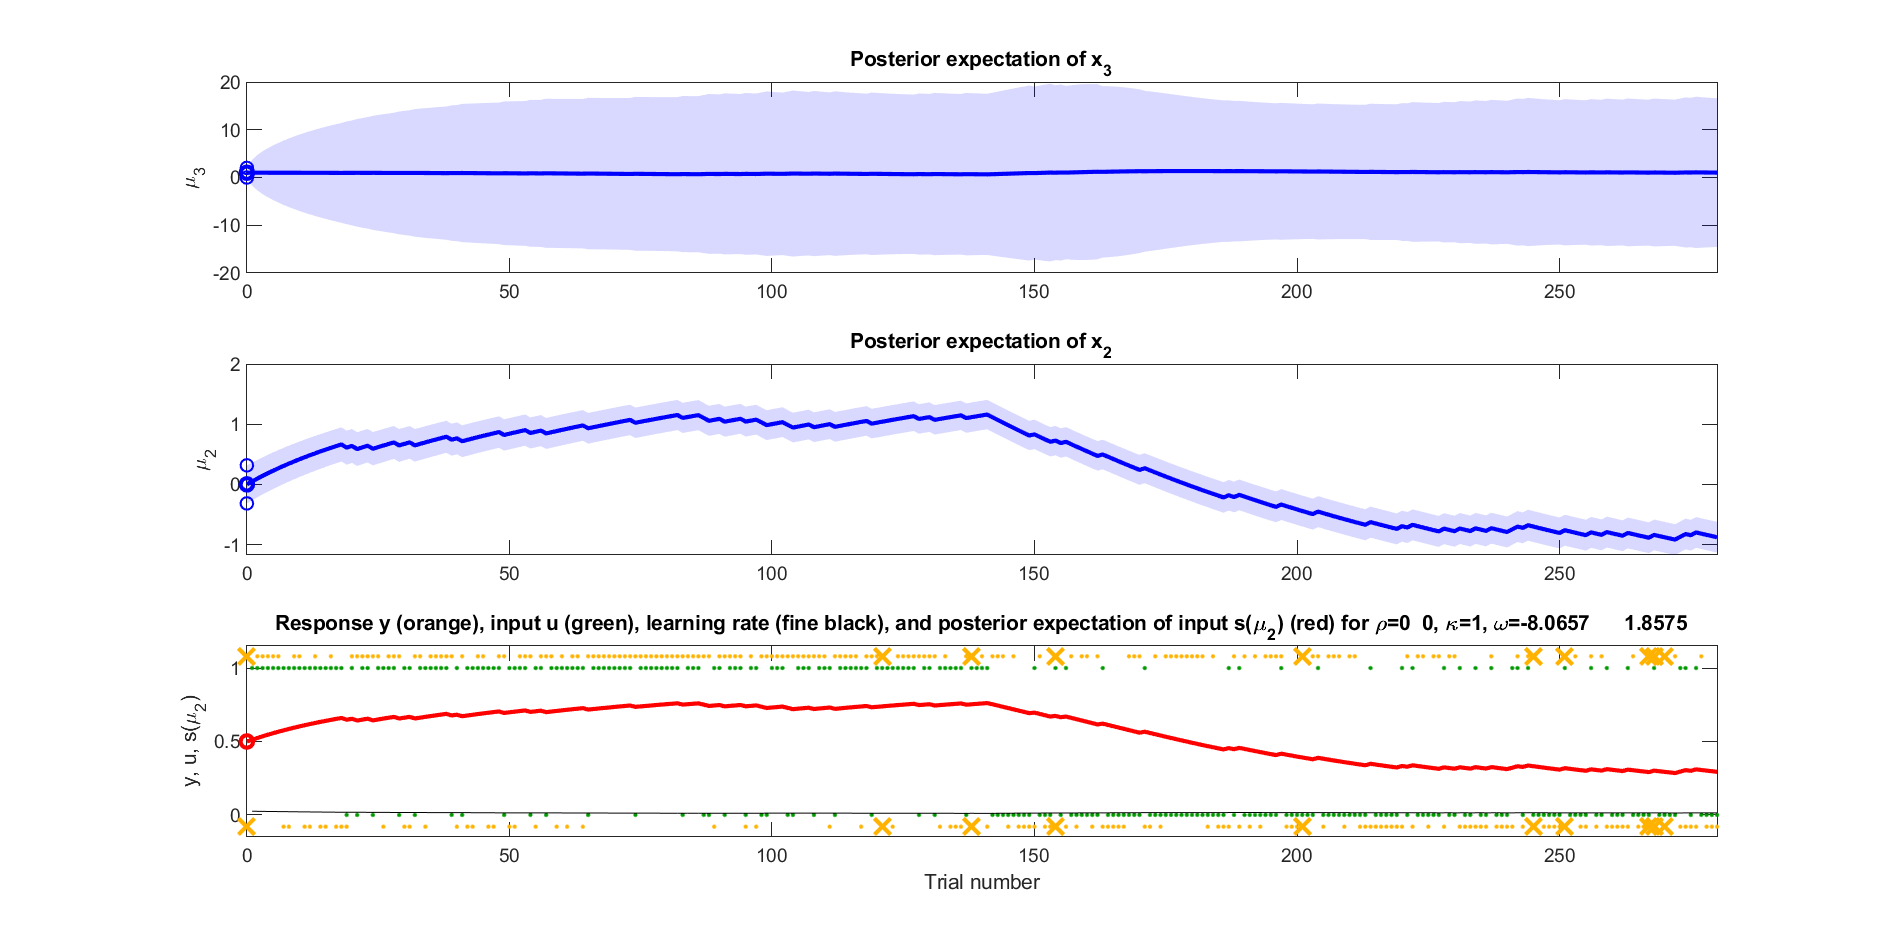 Posterior expectation of x3
20
10
0
-10
-20
μ3
0 50 100 150 200 250
Posterior expectation of x2
2
1
0
-1
μ2
0 50 100 150 200 250
Response y (orange), input u (green), learning rate (fine black), and posterior expectation of input s(μ2) (red) for ρ=0 0, κ=1, ω=-8.0657 1.8575
1
0.5
0
y, u, s(μ2)
0 50 100 150 200 250
Trial number